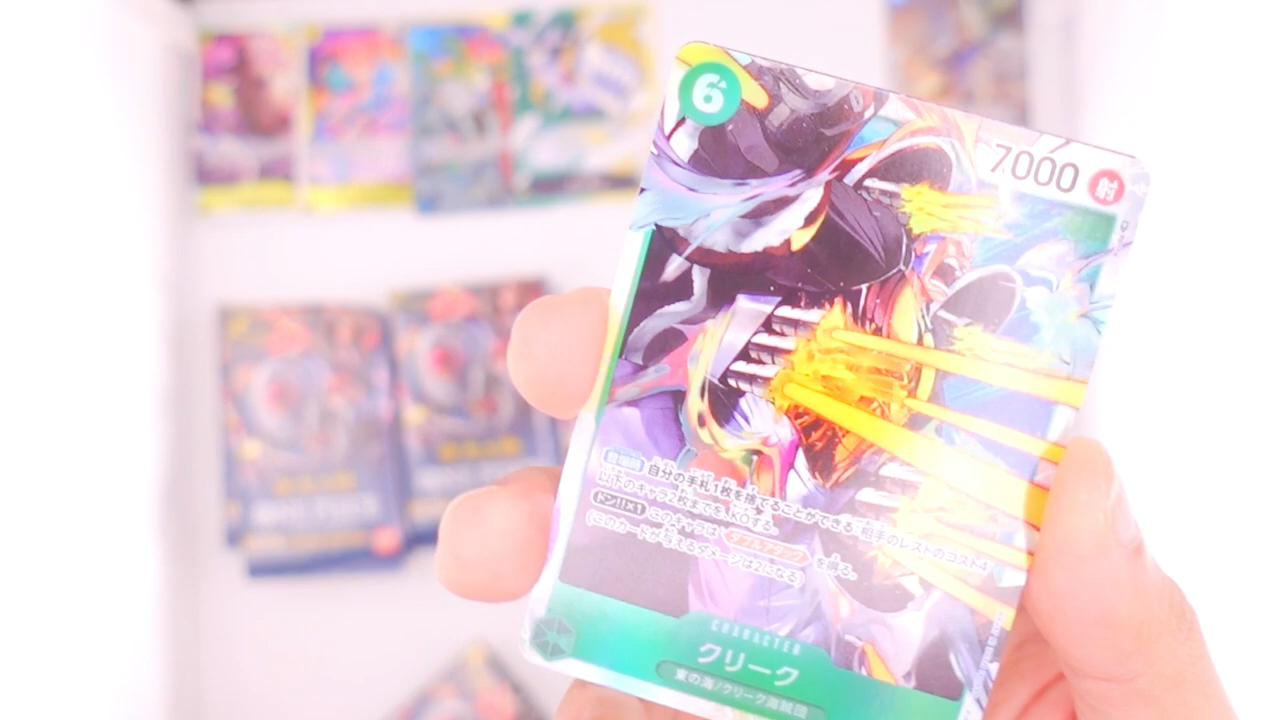 6
7000
射
登場時 自分の手札1枚を捨てることができる:相手のレストのコスト4
以下のキャラ2枚までを、KOする。
ドン!!×1 このキャラは ダブルアタック を得る。
(このカードが与えるダメージは2になる)
CHARACTER
クリーク
東の海/クリーク海賊団